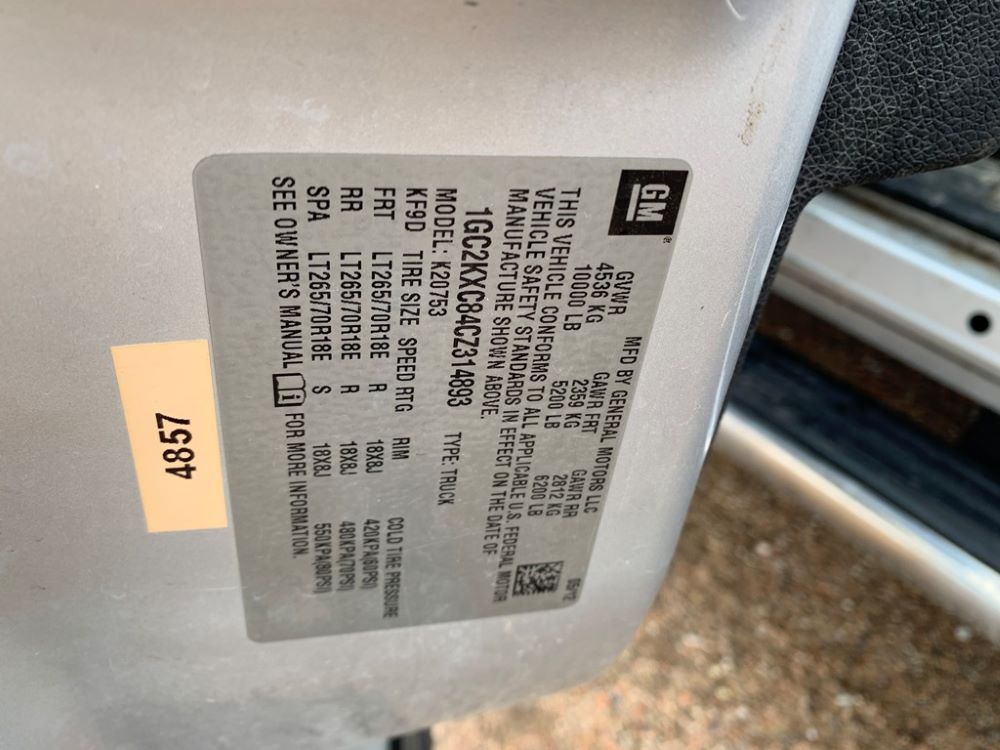 GM®
MFD BY GENERAL MOTORS LLC 05/12
GVWR GAWR FRT GAWR RR
4536 KG 2359 KG 2812 KG
10000 LB 5200 LB 6200 LB
THIS VEHICLE CONFORMS TO ALL APPLICABLE U.S. FEDERAL MOTOR
VEHICLE SAFETY STANDARDS IN EFFECT ON THE DATE OF
MANUFACTURE SHOWN ABOVE.
1GC2KXC84CZ314893 TYPE: TRUCK
MODEL: K20753
KF9D TIRE SIZE SPEED RTG RIM COLD TIRE PRESSURE
FRT LT265/70R18E R 18X8J 420KPA(60PSI)
RR LT265/70R18E R 18X8J 480KPA(70PSI)
SPA LT265/70R18E S 550KPA(80PSI)
SEE OWNER'S MANUAL FOR MORE INFORMATION.
4857